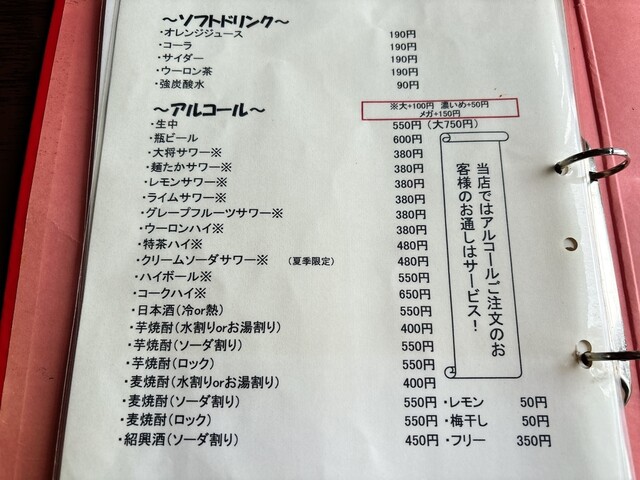 ～ソフトドリンク～
・オレンジジュース 190円
・コーラ 190円
・サイダー 190円
・ウーロン茶 190円
・強炭酸水 90円
～アルコール～
※大+100円 濃いめ+50円
メガ+150円
・生中 550円（大750円）
・瓶ビール 600円
・大将サワー※ 380円
・麺たかサワー※ 380円
・レモンサワー※ 380円
・ライムサワー※ 380円
・グレープフルーツサワー※ 380円
・ウーロンハイ※ 380円
・特茶ハイ※ 480円
・クリームソーダサワー※ （夏季限定） 480円
・ハイボール※ 550円
・コークハイ※ 650円
・日本酒（冷or熱） 550円
・芋焼酎（水割りorお湯割り） 400円
・芋焼酎（ソーダ割り） 550円
・芋焼酎（ロック） 550円
・麦焼酎（水割りorお湯割り） 400円
・麦焼酎（ソーダ割り） 550円
・麦焼酎（ロック） 550円
・紹興酒（ソーダ割り） 450円
・レモン 50円
・梅干し 50円
・フリー 350円
当店ではアルコールご注文のお
客様のお通しはサービス！